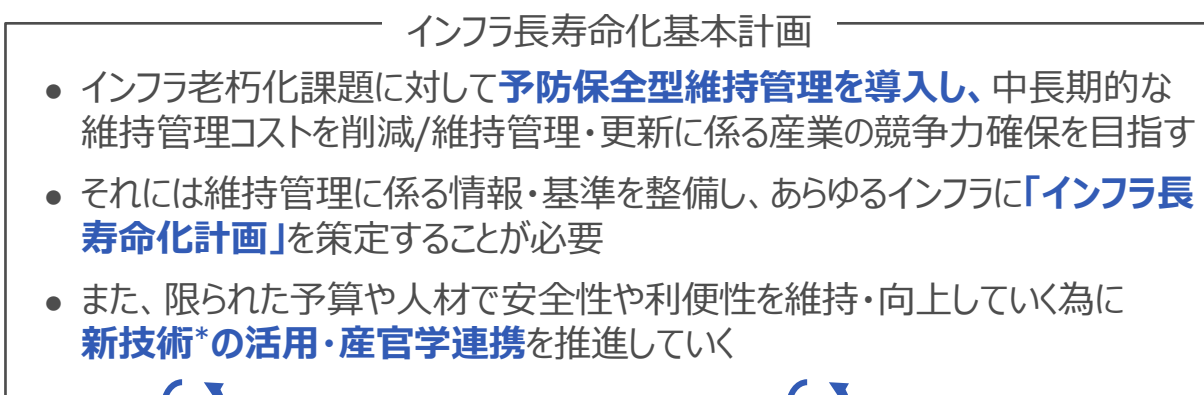 インフラ長寿命化基本計画
● インフラ老朽化課題に対して予防保全型維持管理を導入し、中長期的な
維持管理コストを削減/維持管理・更新に係る産業の競争力確保を目指す
● それには維持管理に係る情報・基準を整備し、あらゆるインフラに「インフラ長
寿命化計画」を策定することが必要
● また、限られた予算や人材で安全性や利便性を維持・向上していく為に
新技術*の活用・産官学連携を推進していく